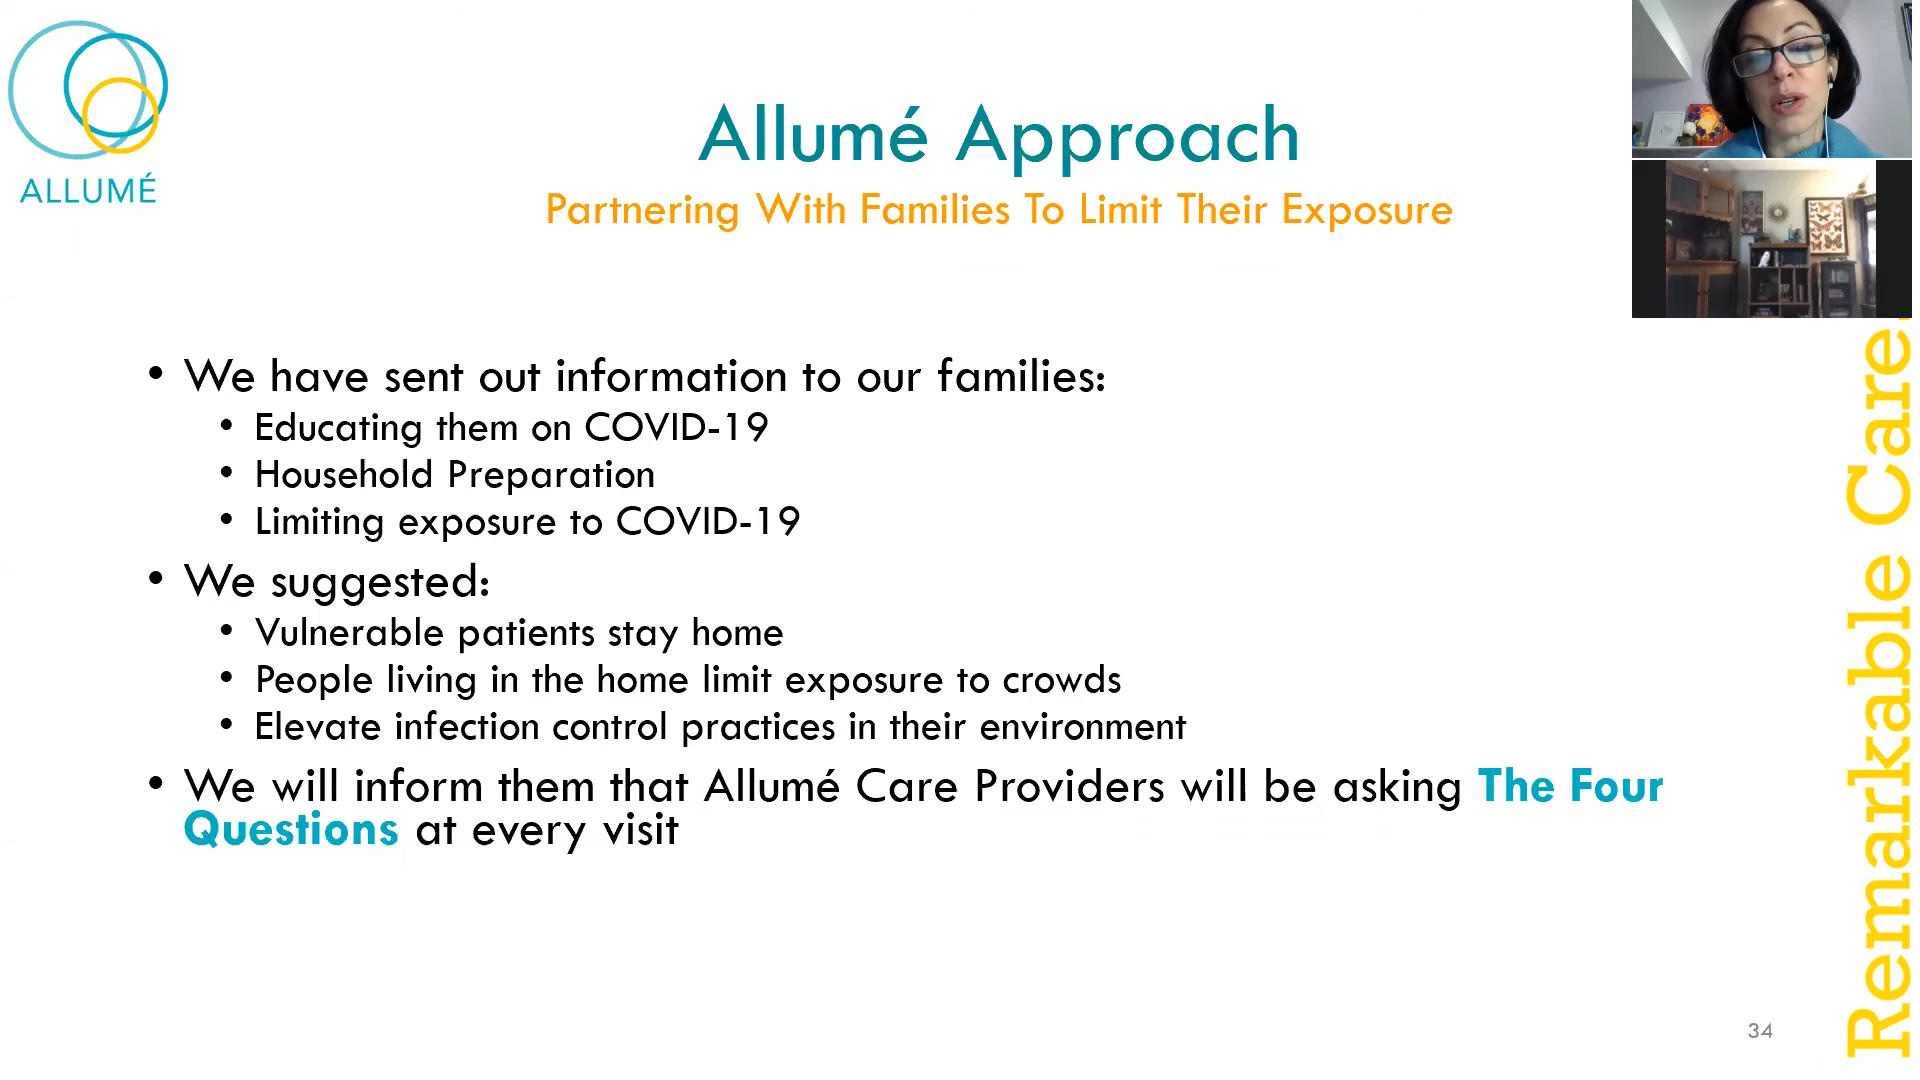 ALLUMÉ
Allumé Approach
Partnering With Families To Limit Their Exposure
• We have sent out information to our families:
• Educating them on COVID-19
• Household Preparation
• Limiting exposure to COVID-19
• We suggested:
• Vulnerable patients stay home
• People living in the home limit exposure to crowds
• Elevate infection control practices in their environment
• We will inform them that Allumé Care Providers will be asking The Four
Questions at every visit
Remarkable Care.
34